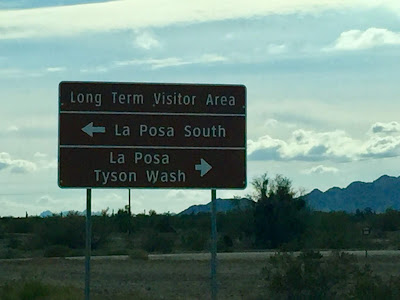 Long Term Visitor Area
← La Posa South
La Posa
Tyson Wash →